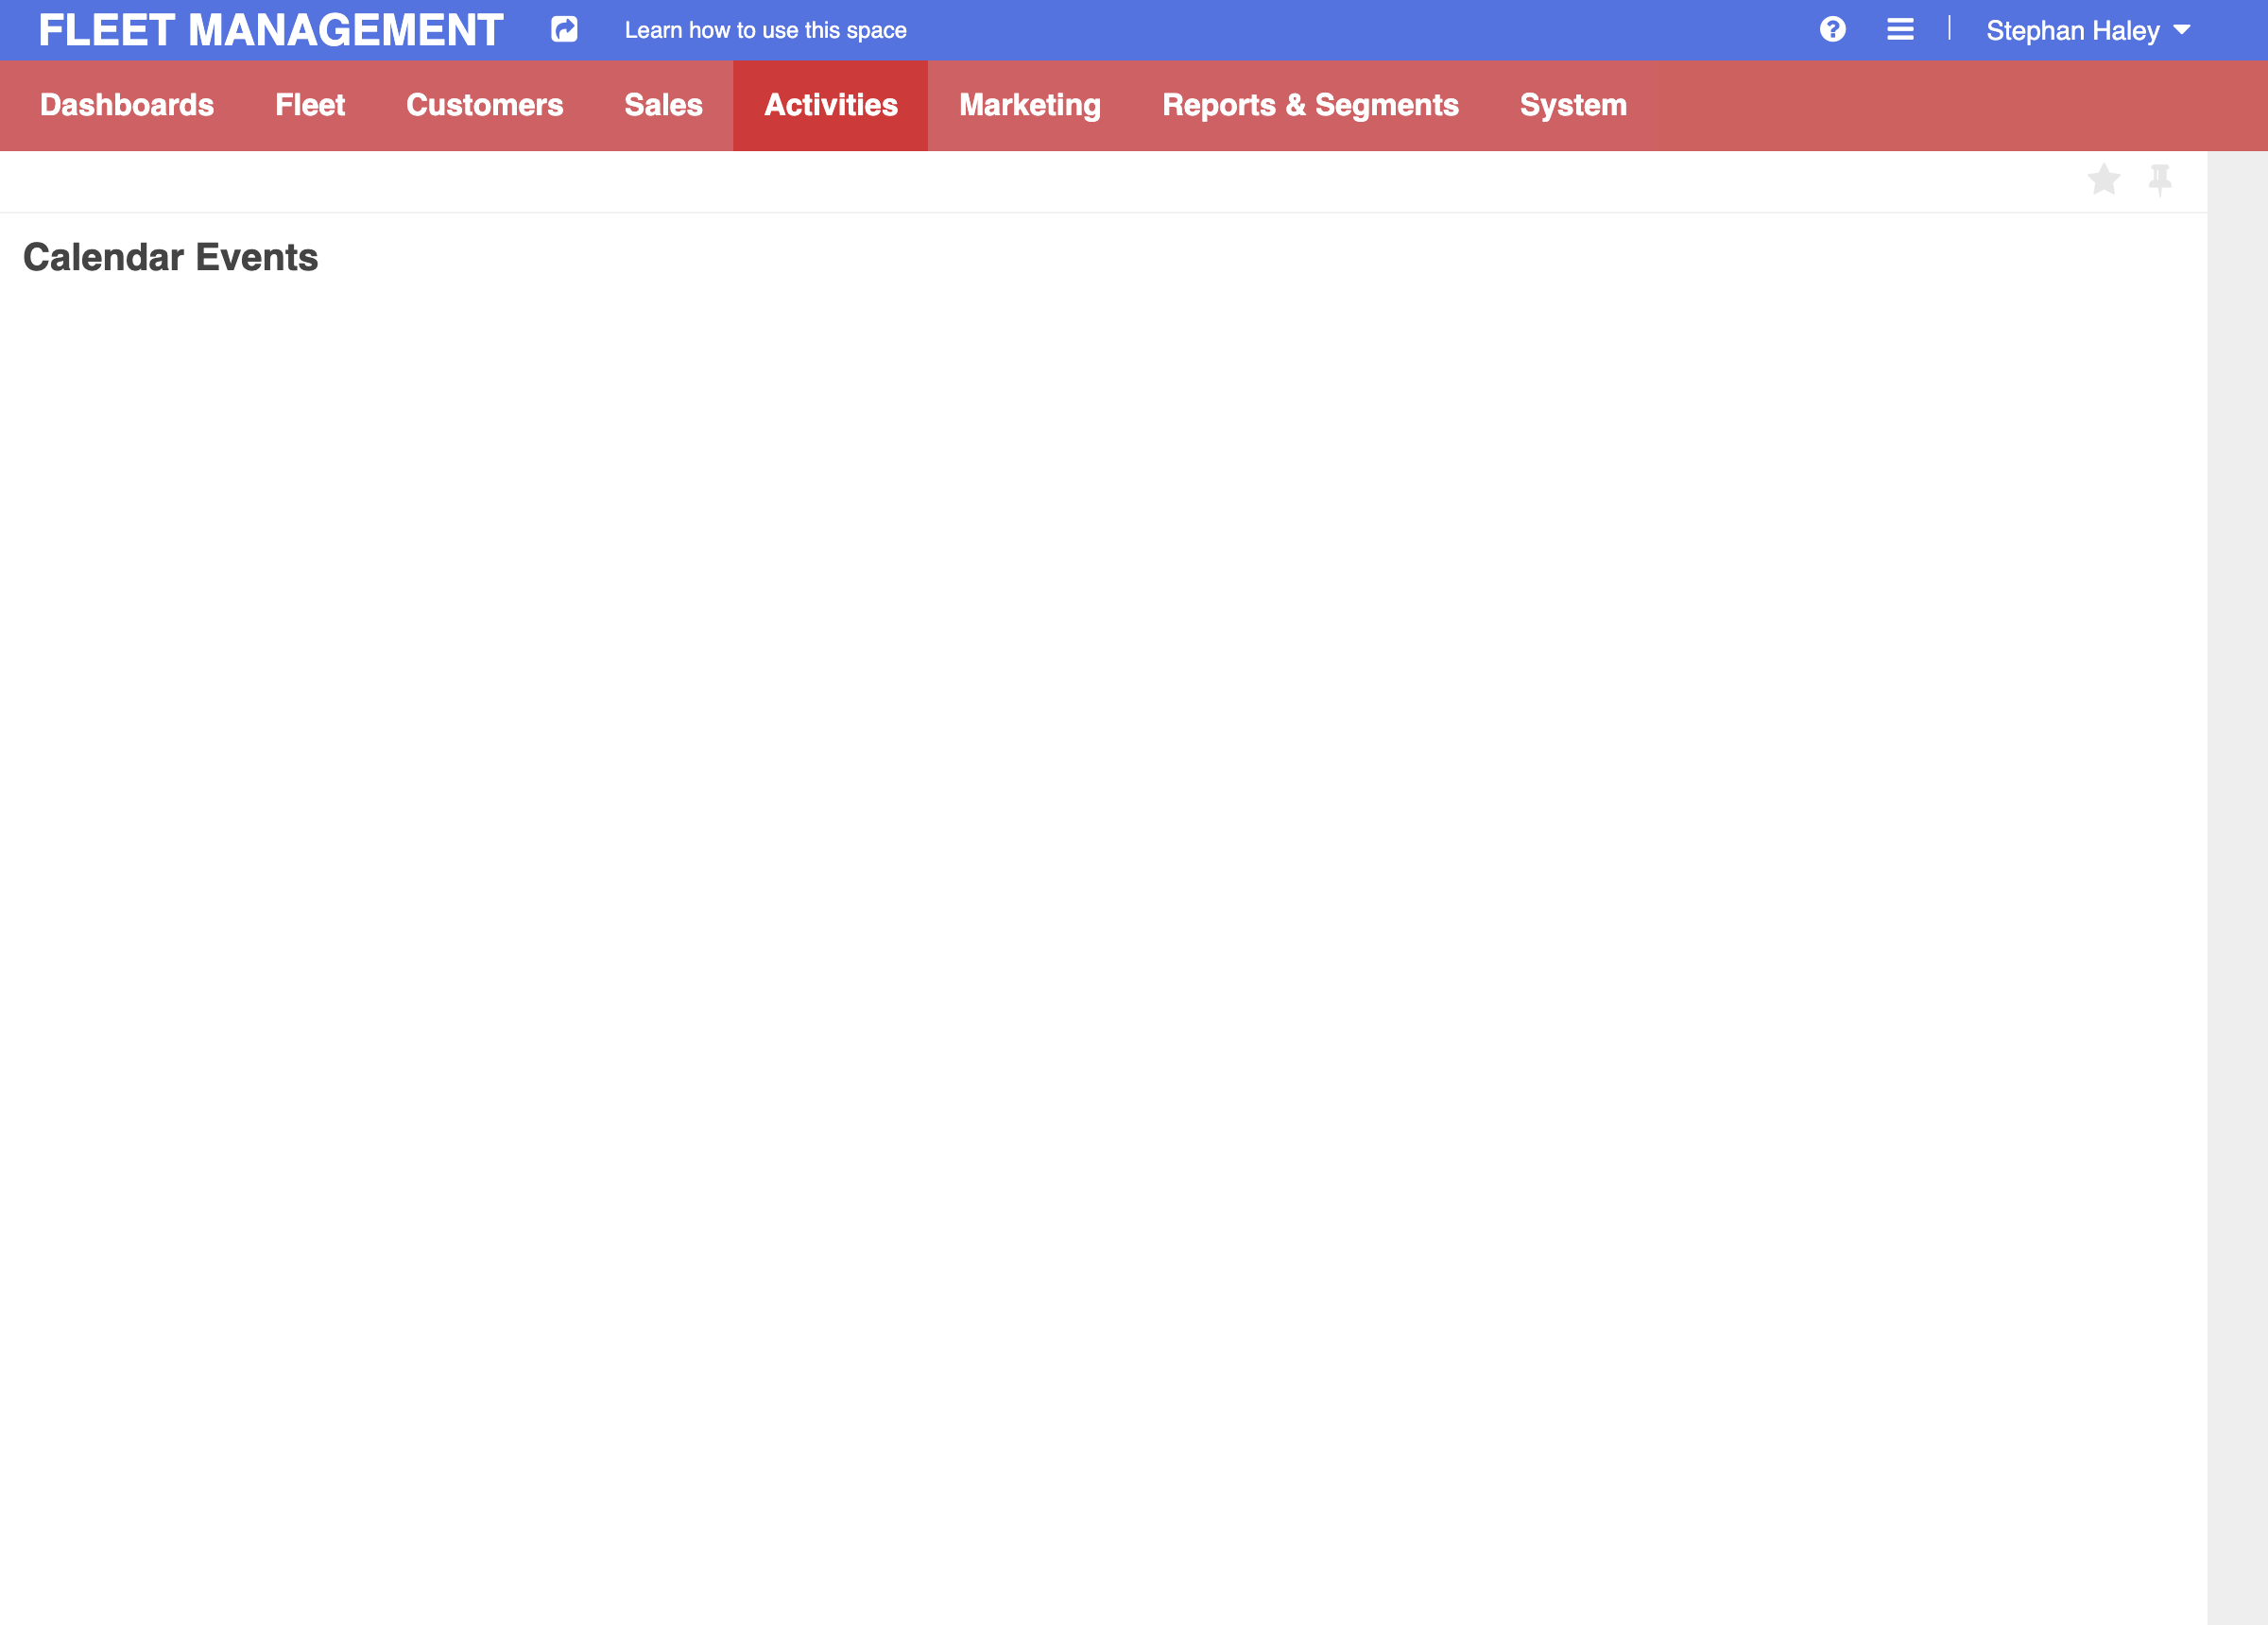 FLEET MANAGEMENT Learn how to use this space Stephan Haley
Dashboards Fleet Customers Sales Activities Marketing Reports & Segments System
Calendar Events